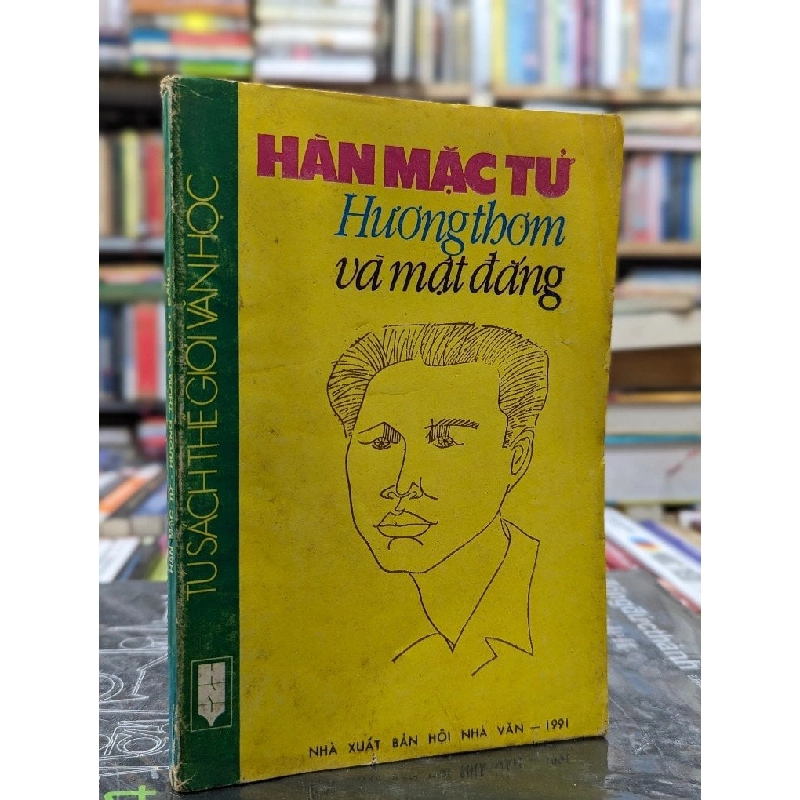 HÀN MẶC TỬ
Hương thơm
và mật đắng
TỦ SÁCH THẾ GIỚI VĂN HỌC
NHÀ XUẤT BẢN HỘI NHÀ VĂN — 1991